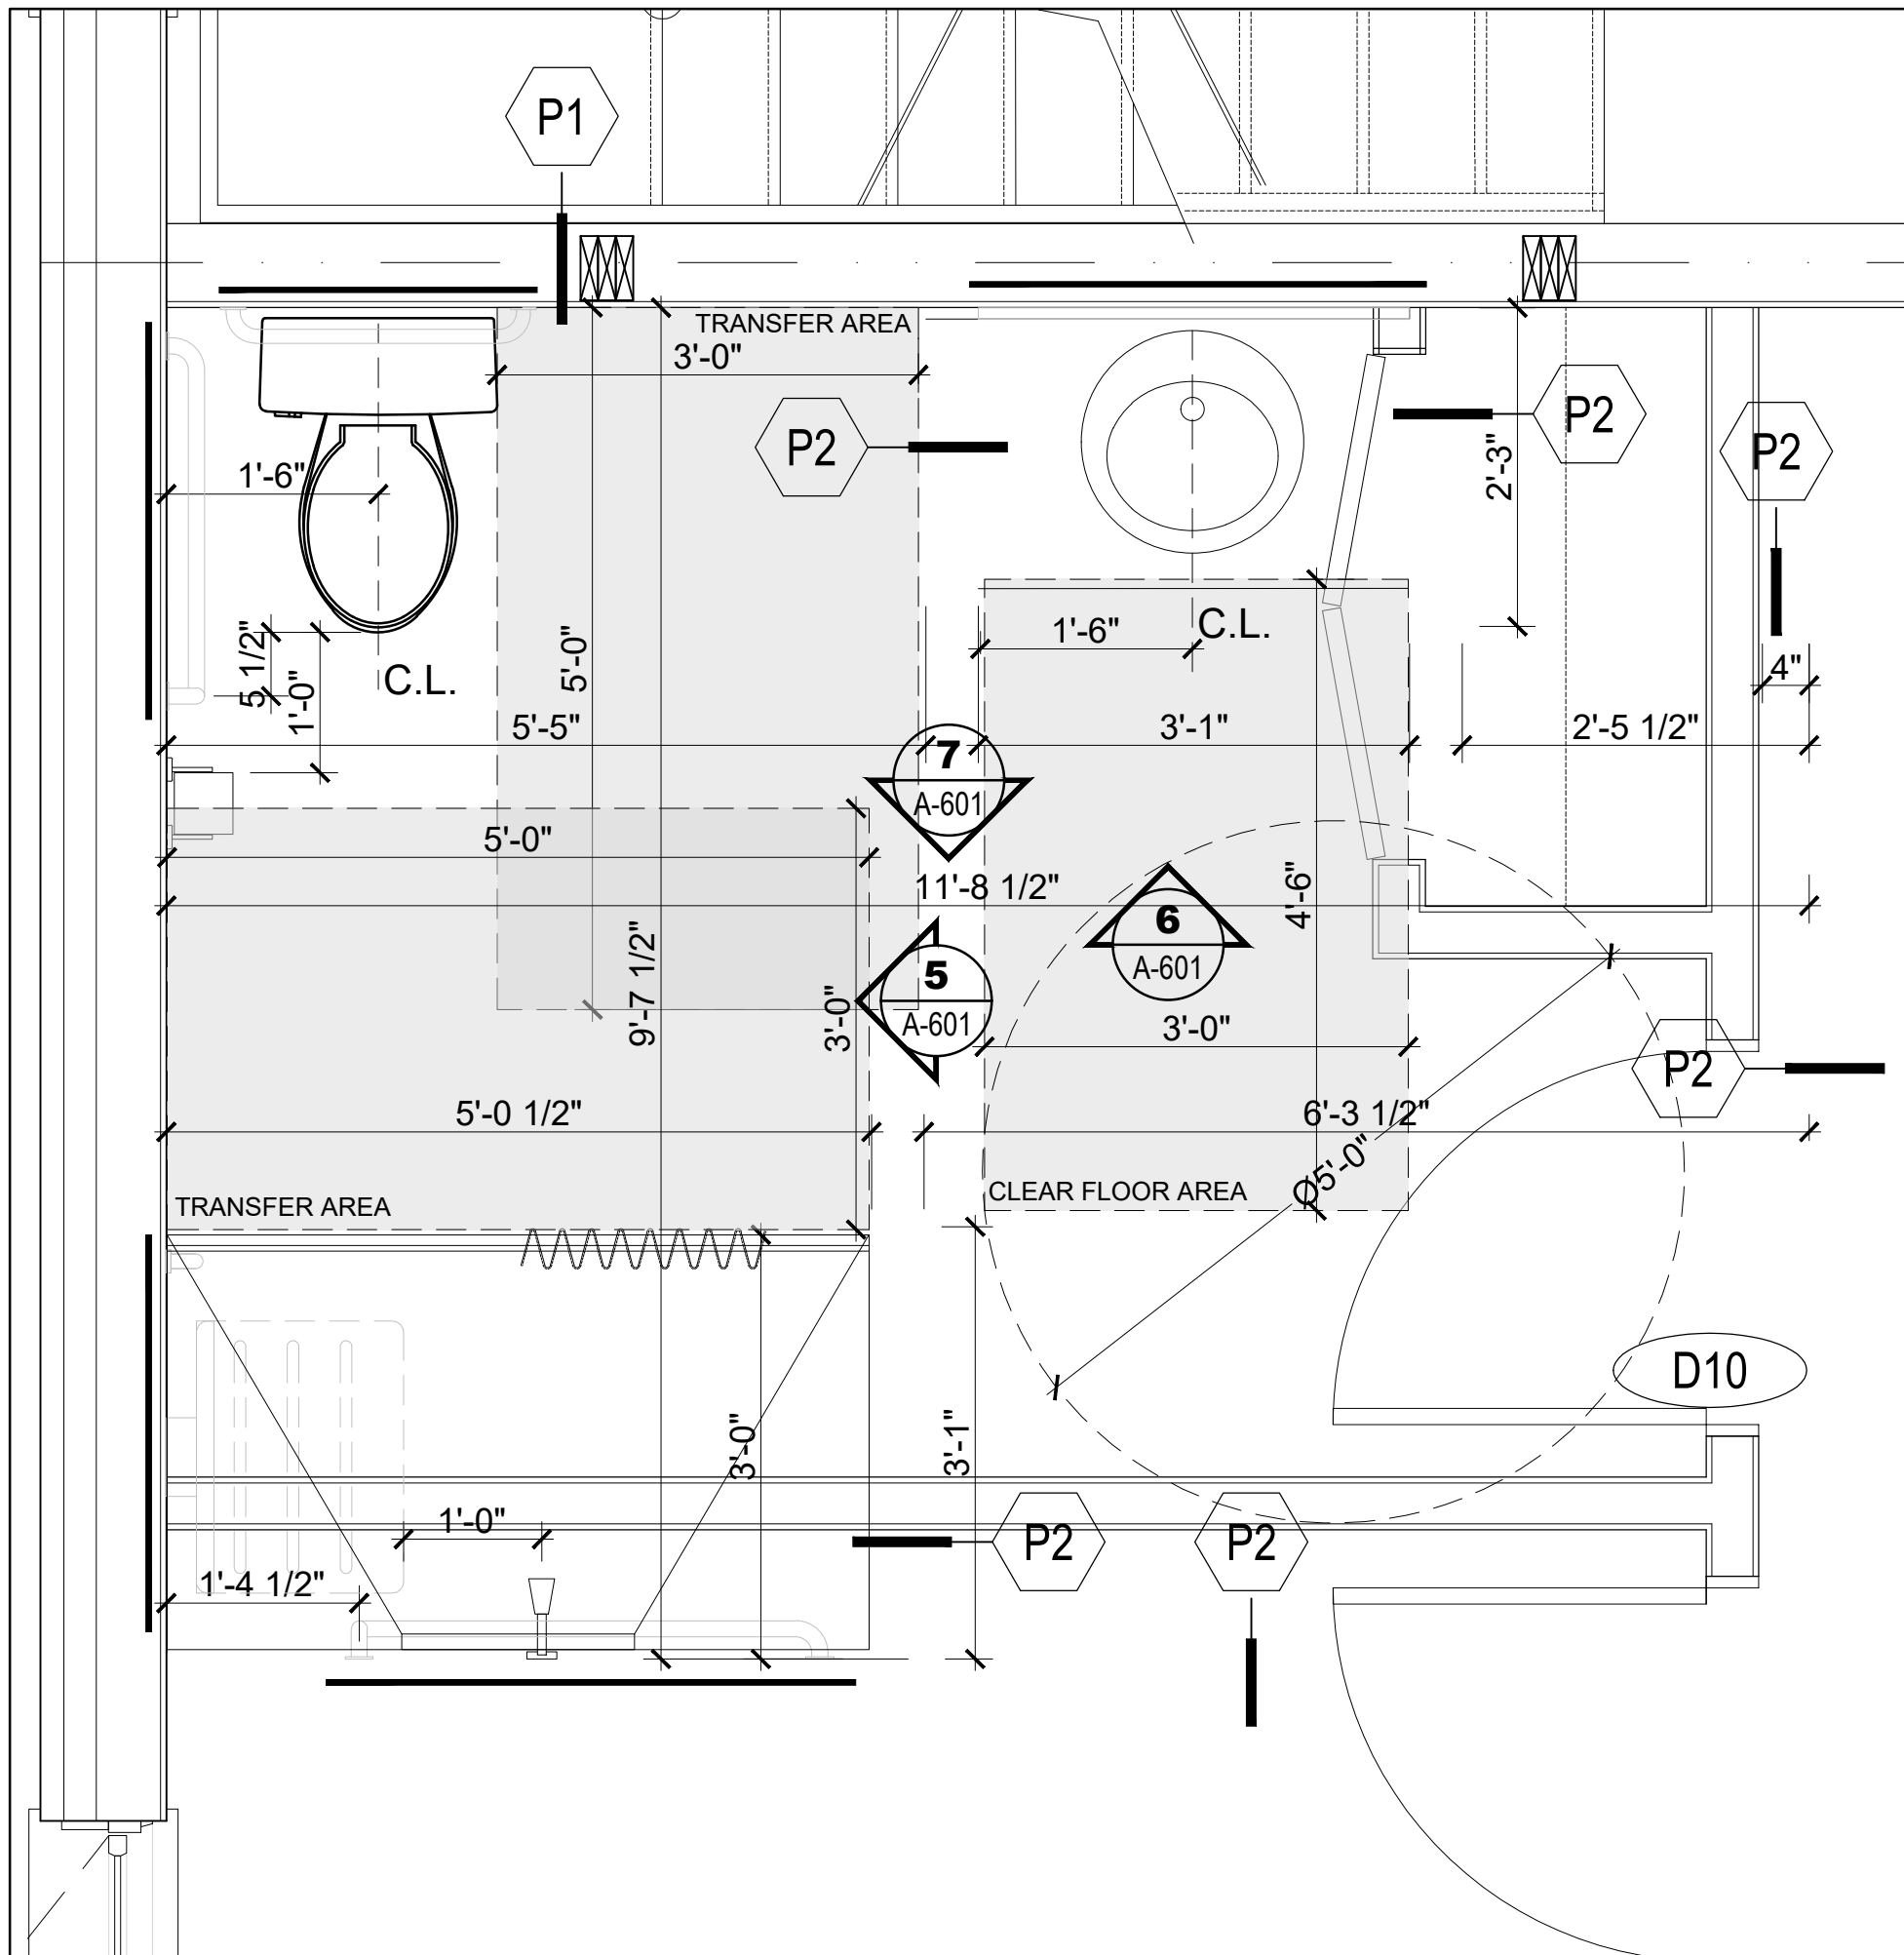 P1
TRANSFER AREA
3'-0"
P2
P2
P2
2'-3"
1'-6"
C.L.
1'-6"
C.L.
5 1/2"
1'-0"
5'-0"
4"
5'-5"
3'-1"
2'-5 1/2"
7
A-601
5'-0"
11'-8 1/2"
4'-6"
6
A-601
9'-7 1/2"
3'-0"
5
A-601
3'-0"
P2
5'-0 1/2"
6'-3 1/2"
Ø5'-0"
TRANSFER AREA
CLEAR FLOOR AREA
D10
3'-0"
3'-1"
1'-0"
P2
P2
1'-4 1/2"